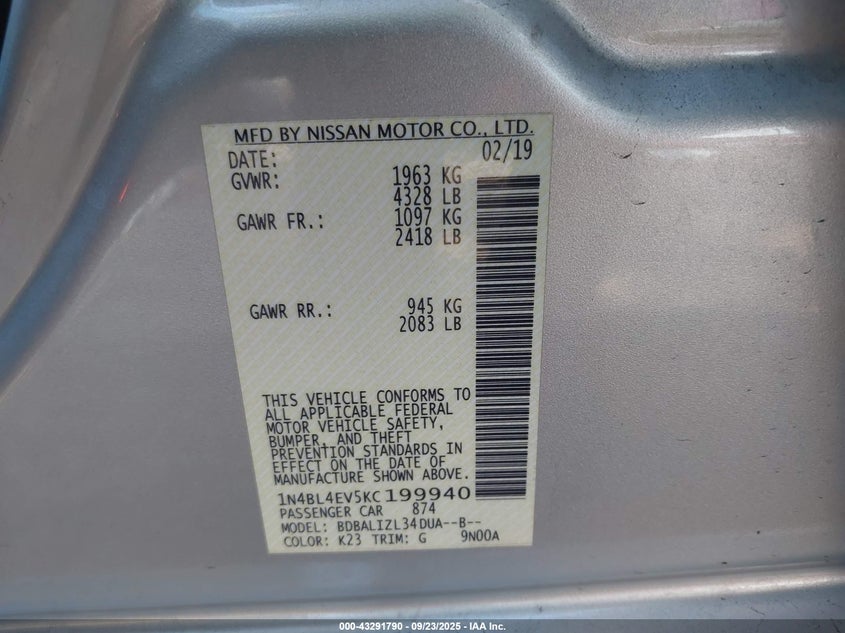 MFD BY NISSAN MOTOR CO., LTD.
DATE: 02/19
GVWR: 1963 KG
4328 LB
GAWR FR.: 1097 KG
2418 LB
GAWR RR.: 945 KG
2083 LB
THIS VEHICLE CONFORMS TO
ALL APPLICABLE FEDERAL
MOTOR VEHICLE SAFETY,
BUMPER, AND THEFT
PREVENTION STANDARDS IN
EFFECT ON THE DATE OF
MANUFACTURE SHOWN ABOVE.
1N4BL4EV5KC199940
PASSENGER CAR 874
MODEL: BDBALIZL34DUA--B--
COLOR: K23 TRIM: G 9N00A
000-43291790 - 09/23/2025 - IAA Inc.